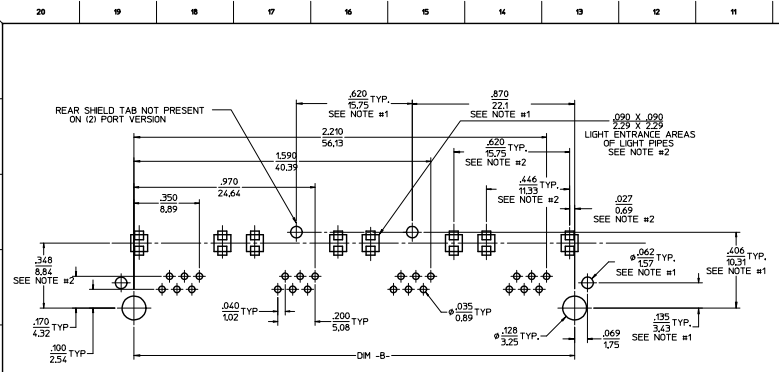 20 19 18 17 16 15 14 13 12 11
.620 TYP.
15,75
SEE NOTE #1
.870
22.1
SEE NOTE #1
REAR SHIELD TAB NOT PRESENT
ON (2) PORT VERSION
.090 X .090
2.29 X 2.29
LIGHT ENTRANCE AREAS
OF LIGHT PIPES
SEE NOTE #2
2.210
56,13
.620 TYP.
15,75
SEE NOTE #2
1.590
40.39
.446 TYP.
11,33
SEE NOTE #2
.970
24,64
.350
8,89
.027
0.69
SEE NOTE #2
.348
8,84
SEE NOTE #2
ø .062 TYP.
1.57
SEE NOTE #1
.406
10,31
SEE NOTE #1
.040 TYP
1,02
.200 TYP
5,08
ø .035 TYP
0,89
.170 TYP
4.32
ø .128
3.25
.135 TYP.
3,43
SEE NOTE #1
.069
1,75
.100 TYP
2.54
DIM -B-